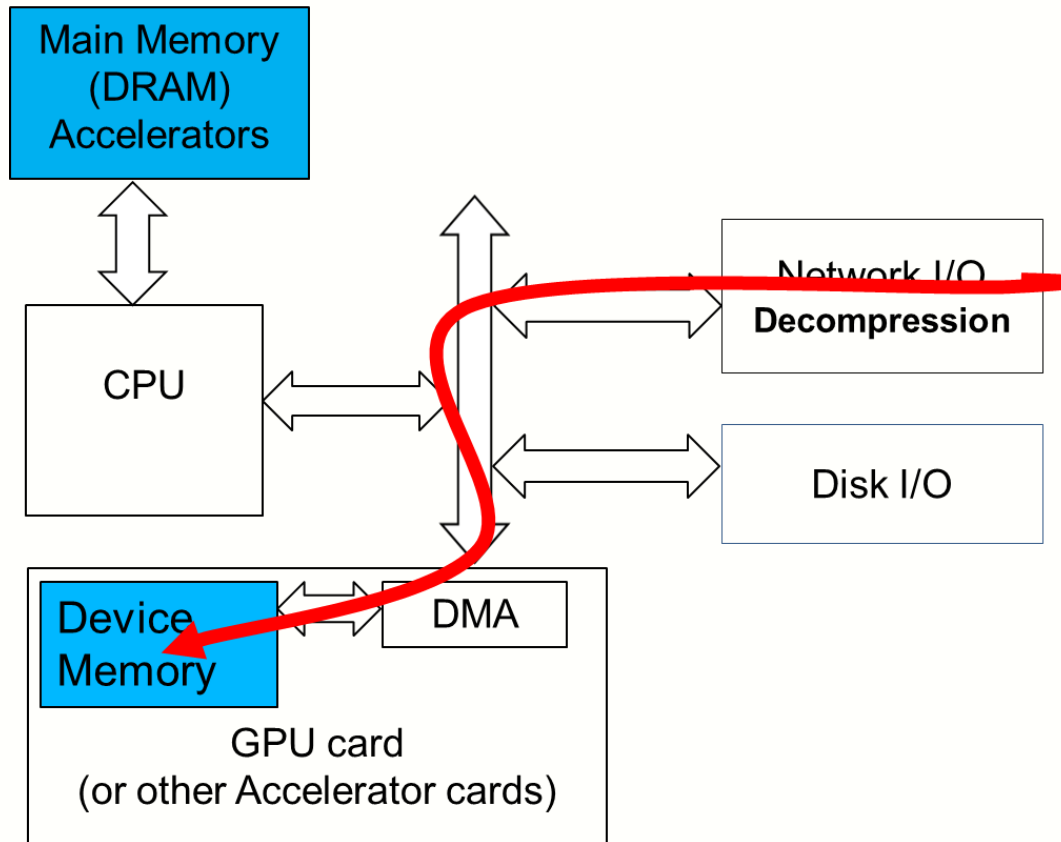 Main Memory
(DRAM)
Accelerators
Network I/O
Decompression
CPU
Disk I/O
Device
Memory
DMA
GPU card
(or other Accelerator cards)